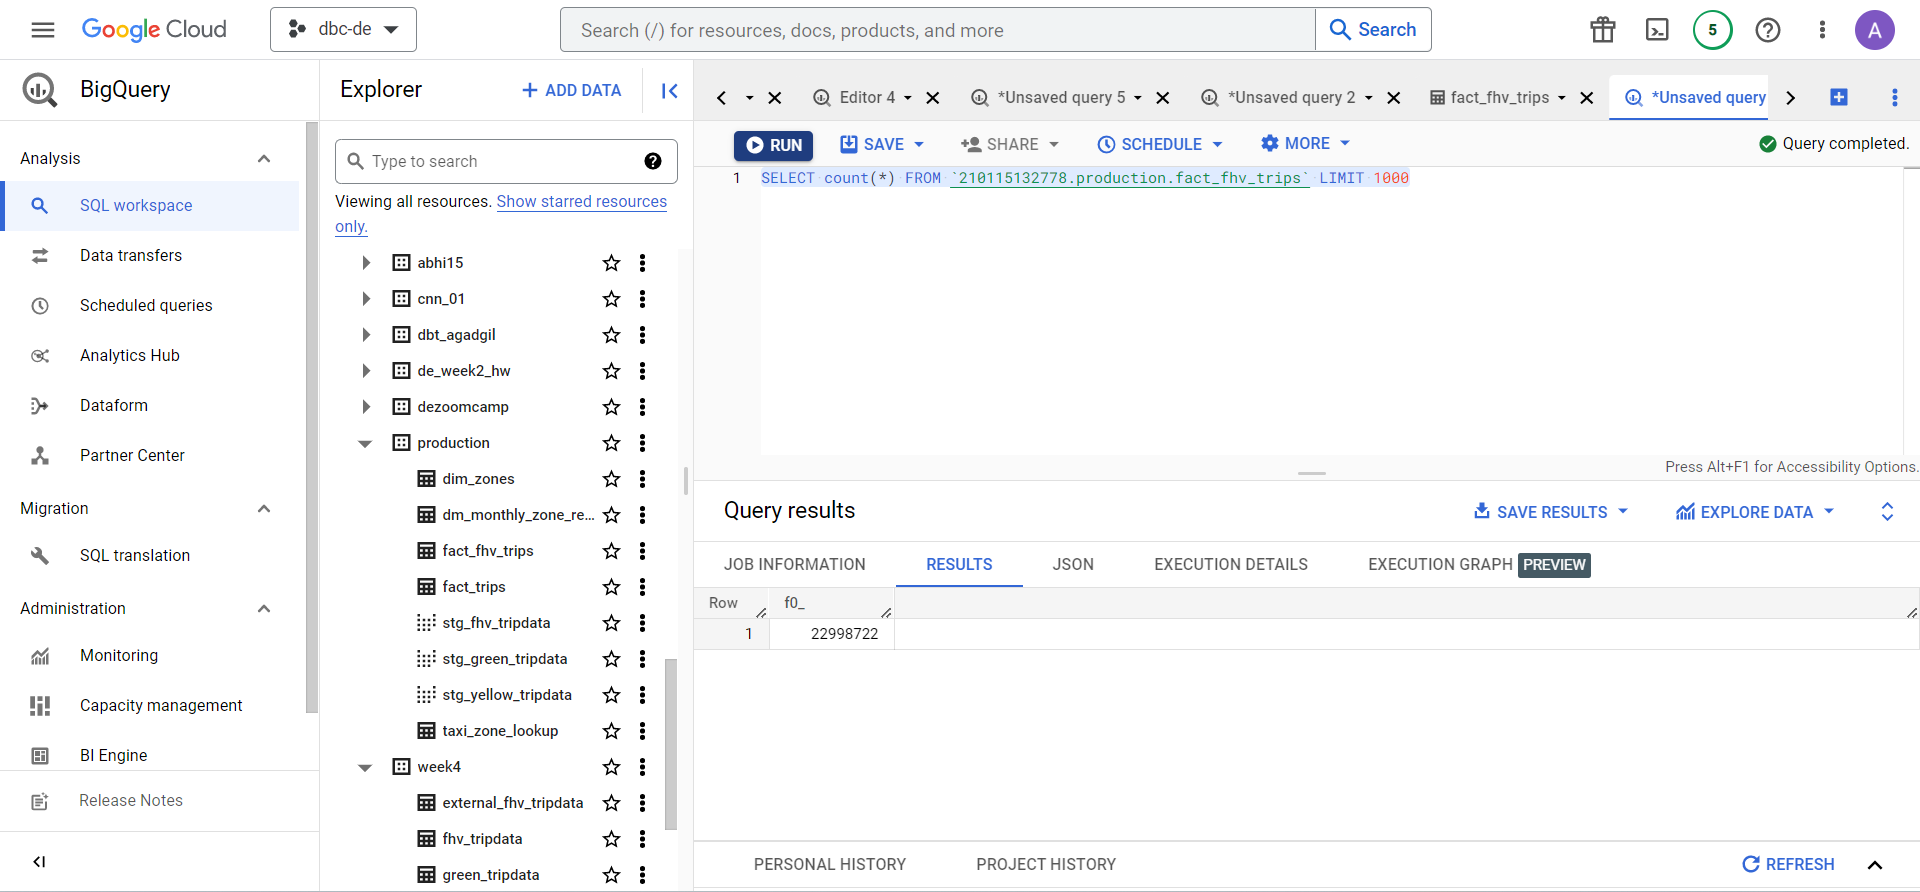 Google Cloud
dbc-de
Search (/) for resources, docs, products, and more
Search
5
A
BigQuery
Analysis
SQL workspace
Data transfers
Scheduled queries
Analytics Hub
Dataform
Partner Center
Migration
SQL translation
Administration
Monitoring
Capacity management
BI Engine
Release Notes
Explorer
ADD DATA
Type to search
Viewing all resources. Show starred resources
only.
abhi15
cnn_01
dbt_agadgil
de_week2_hw
dezoomcamp
production
dim_zones
dm_monthly_zone_re...
fact_fhv_trips
fact_trips
stg_fhv_tripdata
stg_green_tripdata
stg_yellow_tripdata
taxi_zone_lookup
week4
external_fhv_tripdata
fhv_tripdata
green_tripdata
Editor 4
*Unsaved query 5
*Unsaved query 2
fact_fhv_trips
*Unsaved query
RUN
SAVE
SHARE
SCHEDULE
MORE
Query completed.
1 SELECT count(*) FROM `210115132778.production.fact_fhv_trips` LIMIT 1000
Press Alt+F1 for Accessibility Options.
Query results
SAVE RESULTS
EXPLORE DATA
JOB INFORMATION
RESULTS
JSON
EXECUTION DETAILS
EXECUTION GRAPH PREVIEW
Row f0_
1 22998722
PERSONAL HISTORY
PROJECT HISTORY
REFRESH